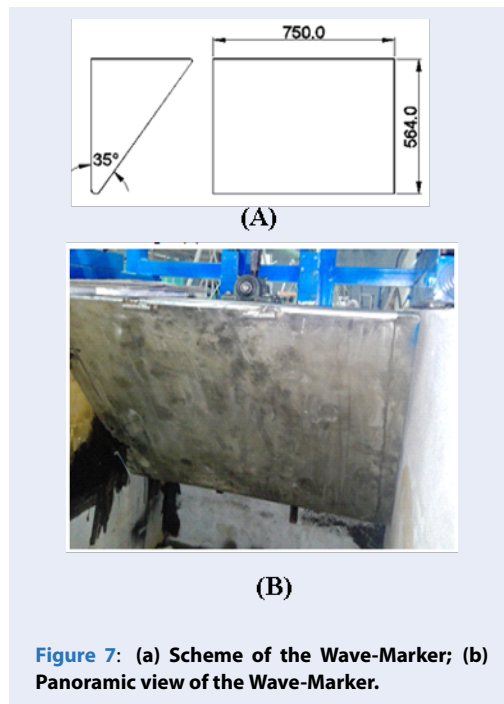 750.0
35°
564.0
(A)
(B)
Figure 7: (a) Scheme of the Wave-Marker; (b)
Panoramic view of the Wave-Marker.